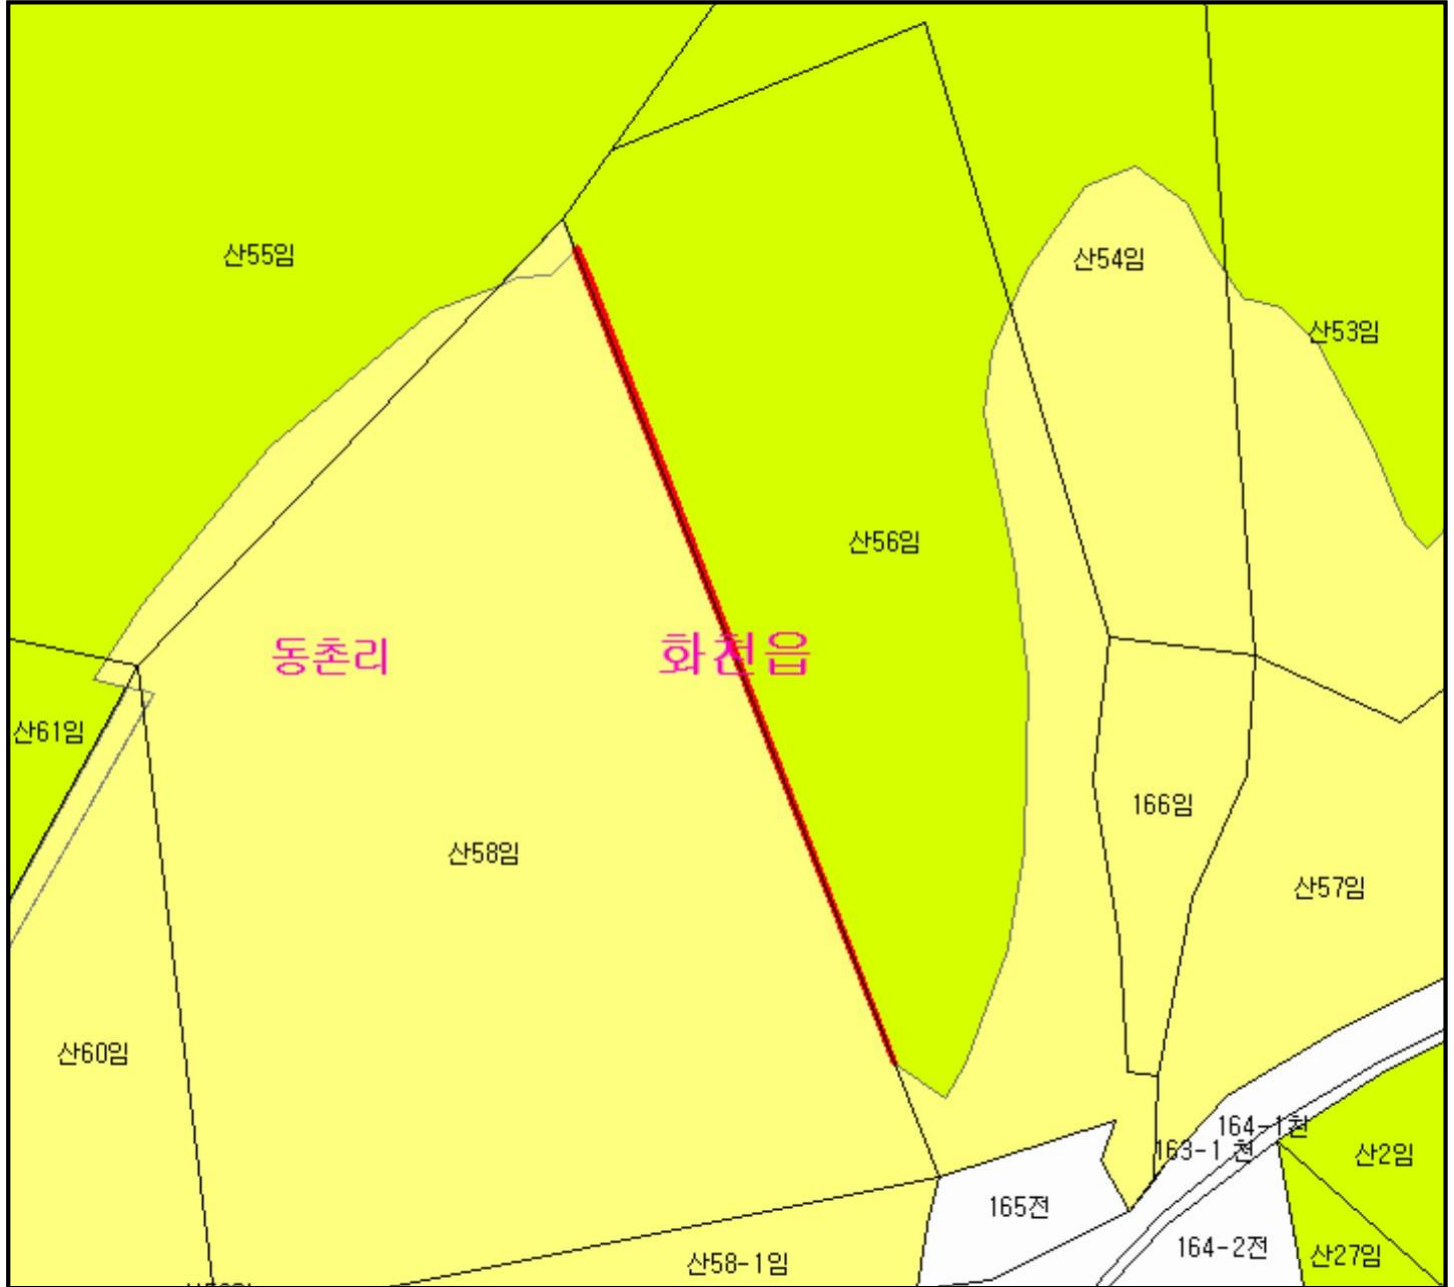 산55임
산54임
산53임
산56임
동촌리
화천읍
산61임
166임
산58임
산57임
산60임
164-1천
163-1 천
산2임
165전
164-2전
산27임
산58-1임